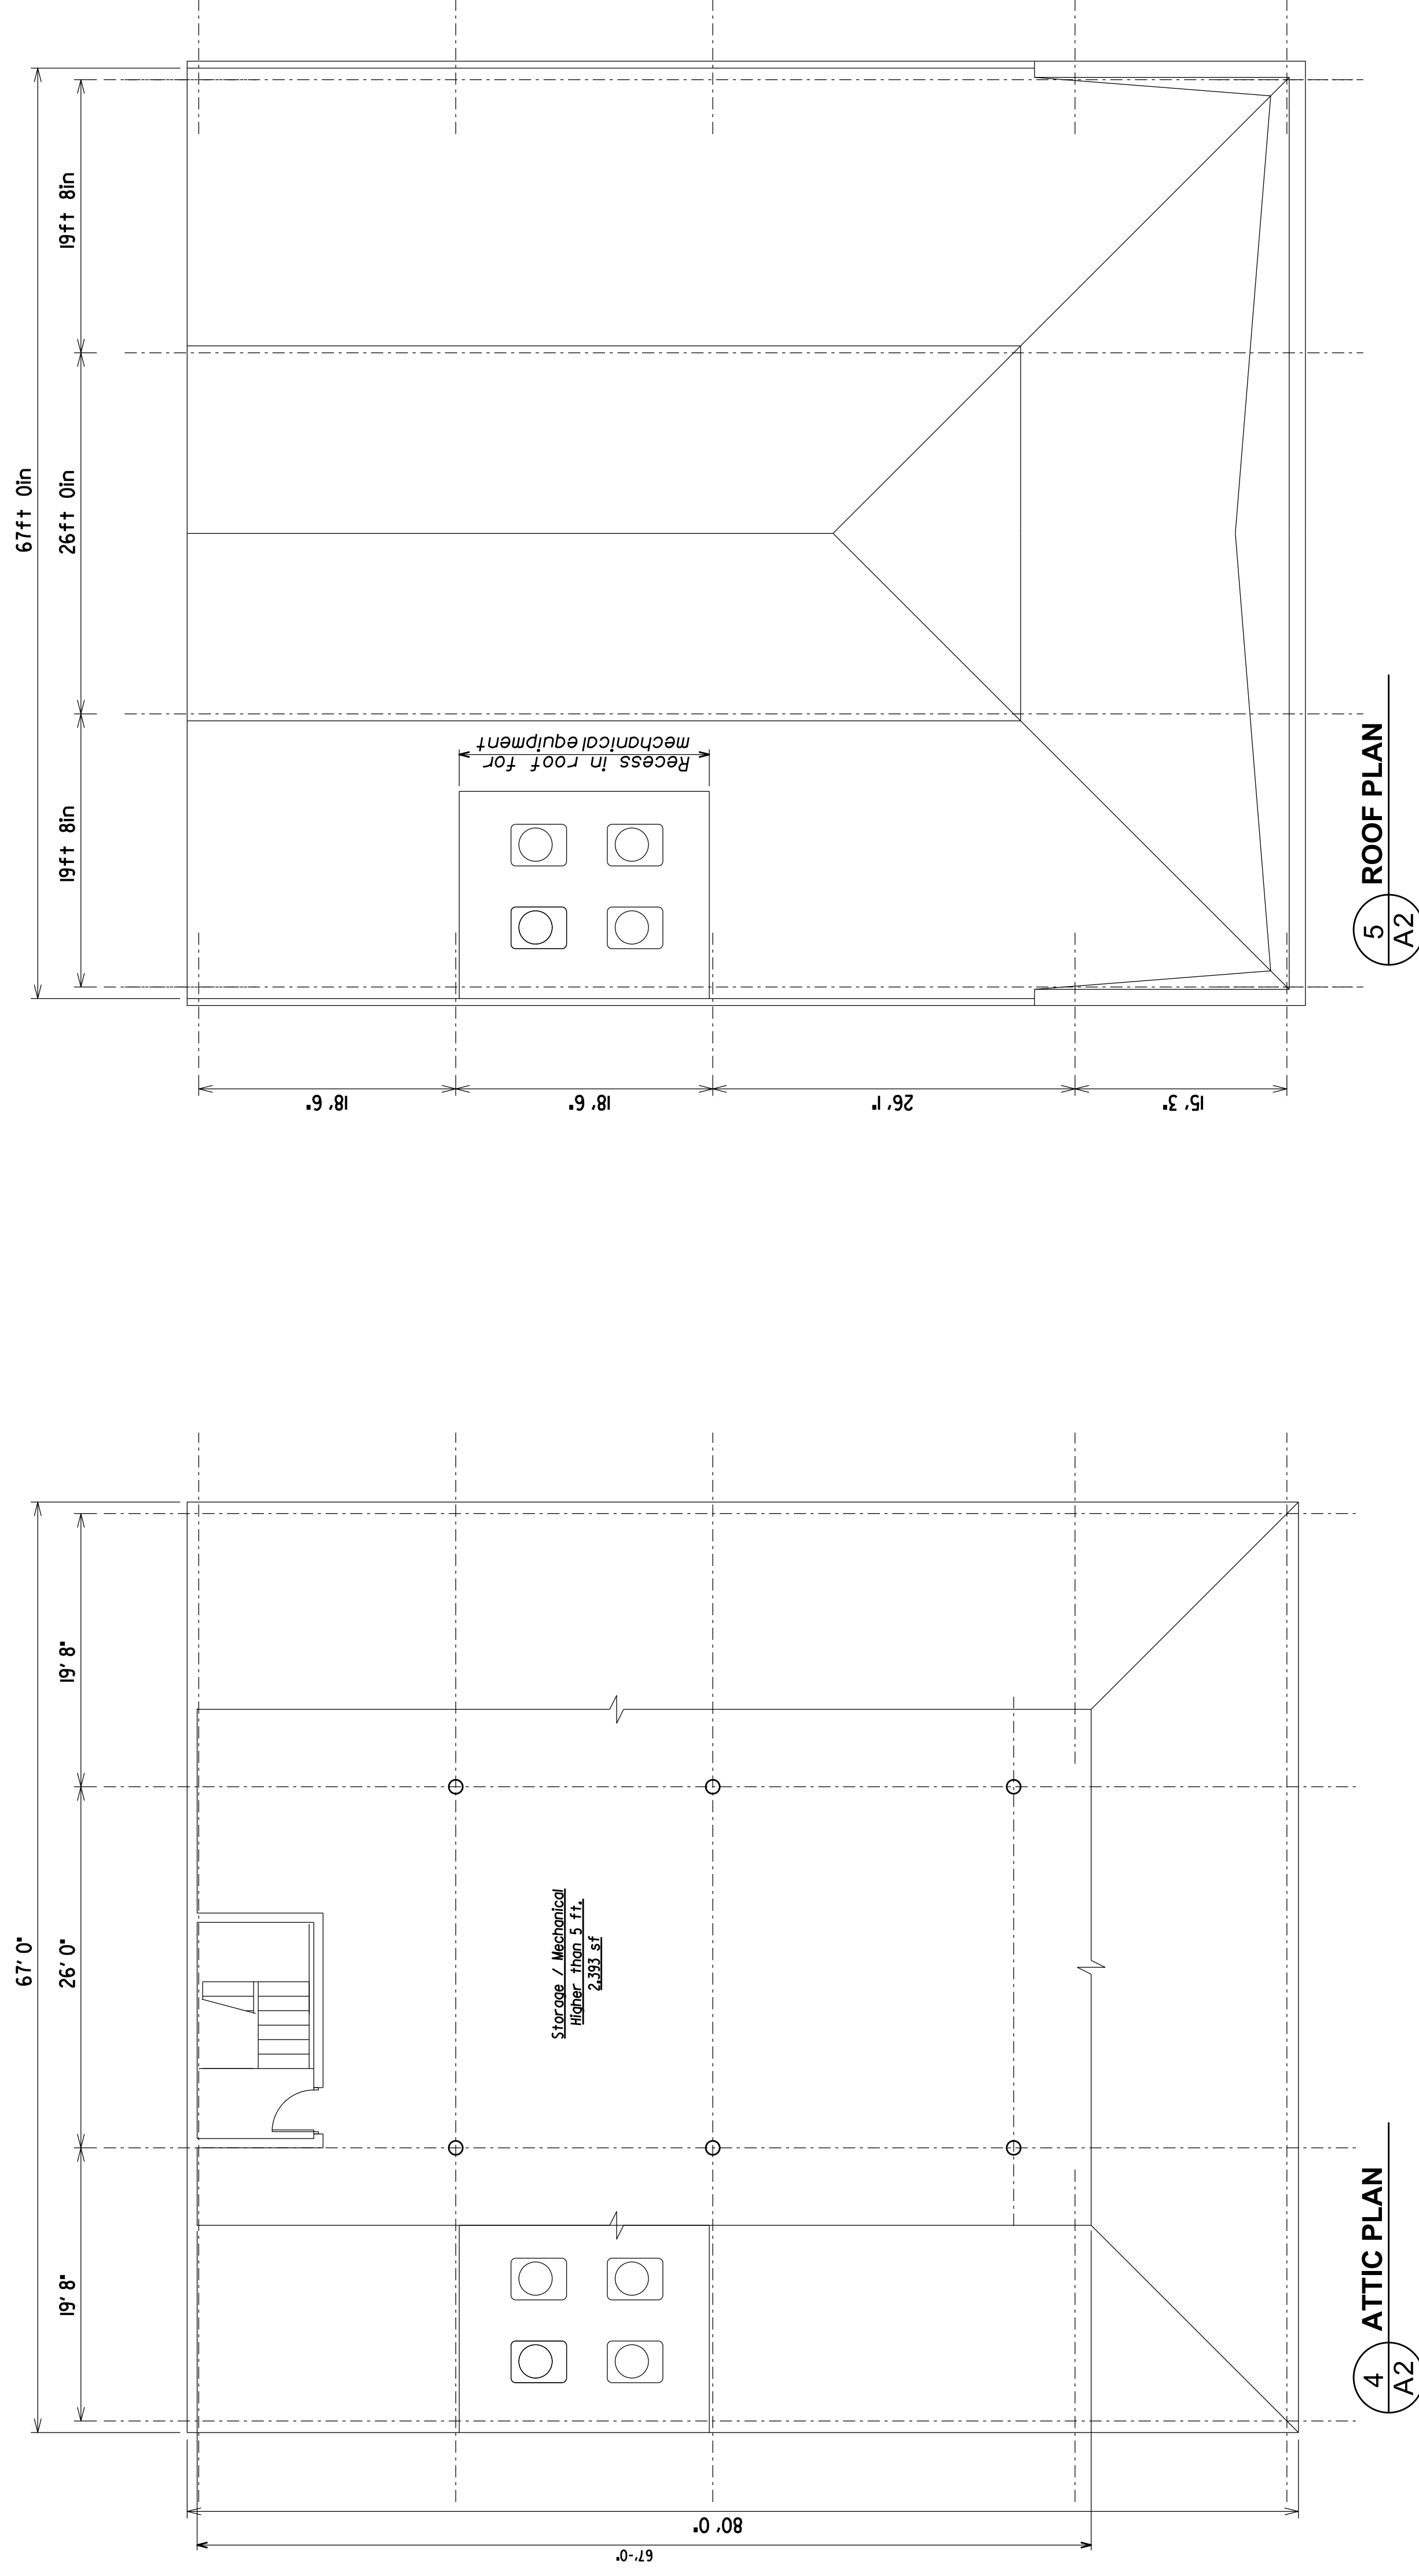 67ft 0in
19ft 8in
26ft 0in
19ft 8in
Recess in roof for
mechanical equipment
18' 6"
18' 6"
26' 1"
15' 3"
5
A2
ROOF PLAN
67' 0"
19' 8"
26' 0"
19' 8"
Storage / Mechanical
Higher than 5 ft.
2,393 sf
80' 0"
67'-0"
4
A2
ATTIC PLAN